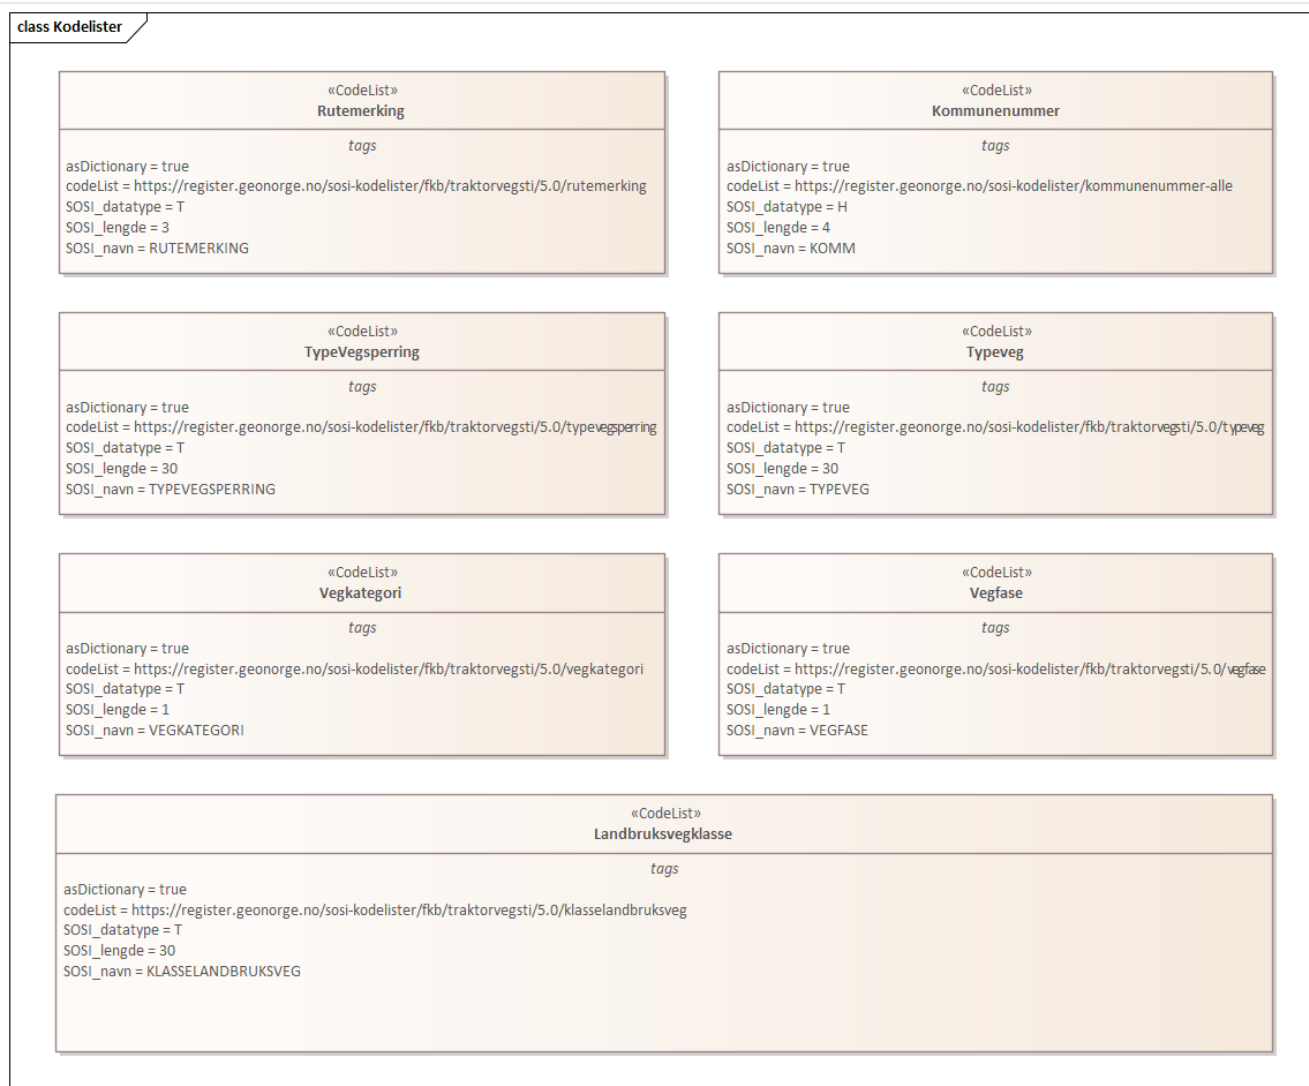 class Kodelister
«CodeList»
Rutemerking
tags
asDictionary = true
codeList = https://register.geonorge.no/sosi-kodelister/fkb/traktorvegsti/5.0/rutemerking
SOSI_datatype = T
SOSI_lengde = 3
SOSI_navn = RUTEMERKING
«CodeList»
Kommunenummer
tags
asDictionary = true
codeList = https://register.geonorge.no/sosi-kodelister/kommunenummer-alle
SOSI_datatype = H
SOSI_lengde = 4
SOSI_navn = KOMM
«CodeList»
TypeVegsperring
tags
asDictionary = true
codeList = https://register.geonorge.no/sosi-kodelister/fkb/traktorvegsti/5.0/typevegsperring
SOSI_datatype = T
SOSI_lengde = 30
SOSI_navn = TYPEVEGSPERRING
«CodeList»
Typeveg
tags
asDictionary = true
codeList = https://register.geonorge.no/sosi-kodelister/fkb/traktorvegsti/5.0/typeveg
SOSI_datatype = T
SOSI_lengde = 30
SOSI_navn = TYPEVEG
«CodeList»
Vegkategori
tags
asDictionary = true
codeList = https://register.geonorge.no/sosi-kodelister/fkb/traktorvegsti/5.0/vegkategori
SOSI_datatype = T
SOSI_lengde = 1
SOSI_navn = VEGKATEGORI
«CodeList»
Vegfase
tags
asDictionary = true
codeList = https://register.geonorge.no/sosi-kodelister/fkb/traktorvegsti/5.0/vegfase
SOSI_datatype = T
SOSI_lengde = 1
SOSI_navn = VEGFASE
«CodeList»
Landbruksvegklasse
tags
asDictionary = true
codeList = https://register.geonorge.no/sosi-kodelister/fkb/traktorvegsti/5.0/klasselandbruksveg
SOSI_datatype = T
SOSI_lengde = 30
SOSI_navn = KLASSELANDBRUKSVEG